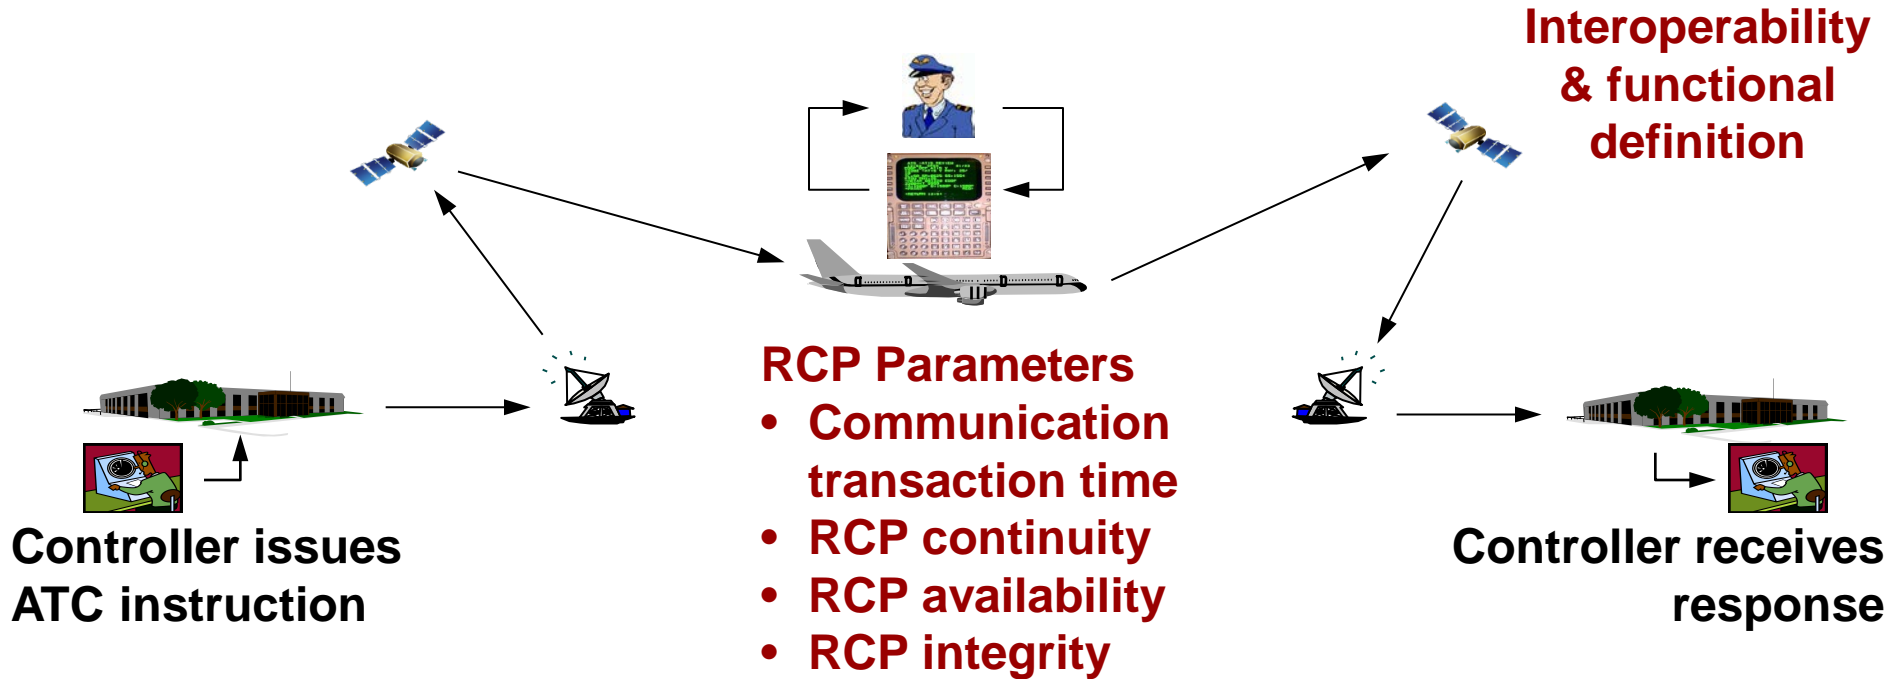 Interoperability
& functional
definition
RCP Parameters
• Communication
transaction time
• RCP continuity
• RCP availability
• RCP integrity
Controller issues
ATC instruction
Controller receives
response